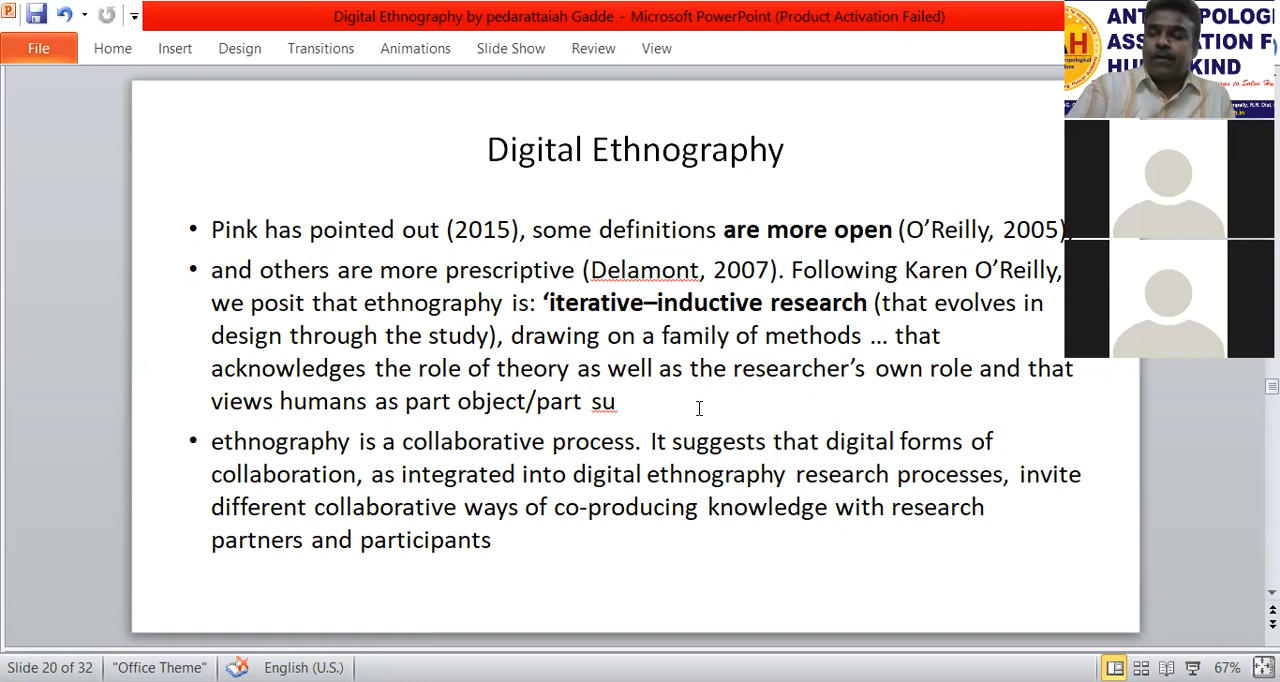 Digital Ethnography by pedarattaiah Gadde - Microsoft PowerPoint (Product Activation Failed)
File Home Insert Design Transitions Animations Slide Show Review View
Digital Ethnography
• Pink has pointed out (2015), some definitions are more open (O’Reilly, 2005),
• and others are more prescriptive (Delamont, 2007). Following Karen O’Reilly,
we posit that ethnography is: ‘iterative–inductive research (that evolves in
design through the study), drawing on a family of methods … that
acknowledges the role of theory as well as the researcher’s own role and that
views humans as part object/part su
• ethnography is a collaborative process. It suggests that digital forms of
collaboration, as integrated into digital ethnography research processes, invite
different collaborative ways of co-producing knowledge with research
partners and participants
Slide 20 of 32 "Office Theme" English (U.S.) 67%